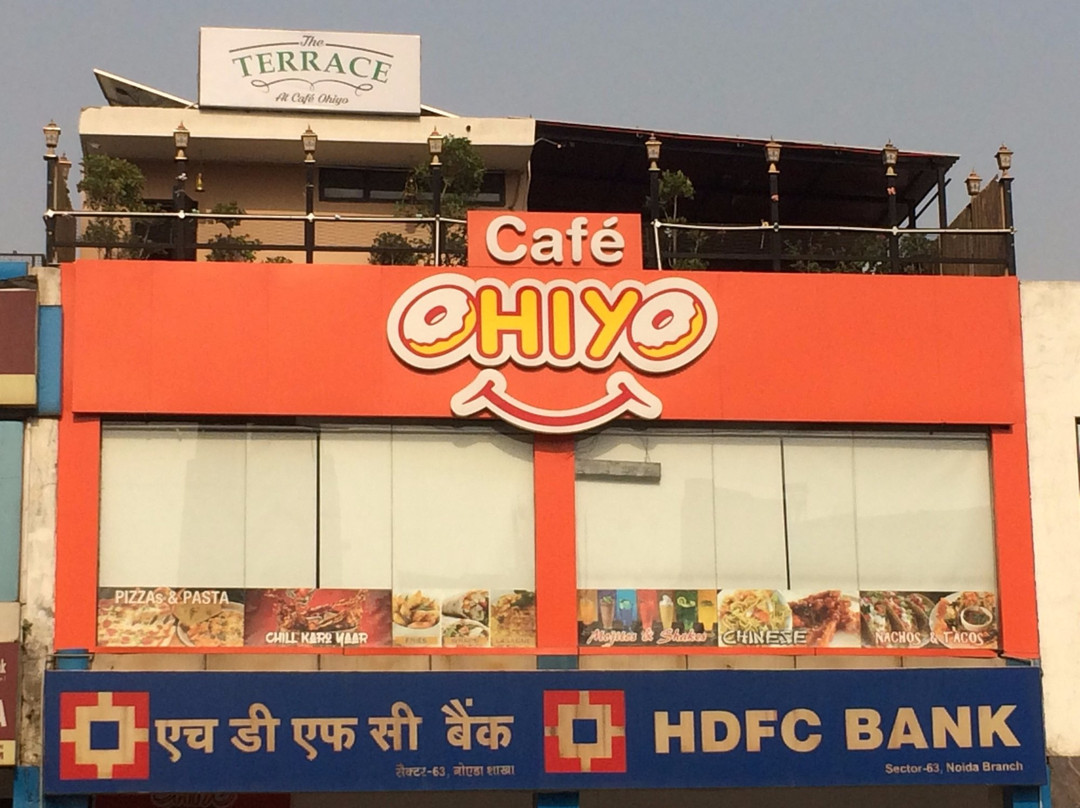 The
TERRACE
At Café Ohiyo
Café
OHIYO
PIZZAs & PASTA
CHILL KARO YAAR
Mojitos & Shakes
CHINESE
NACHOS & TACOS
एच डी एफ सी बैंक
सैक्टर-63, नोएडा शाखा
HDFC BANK
Sector-63, Noida Branch
OHIYO